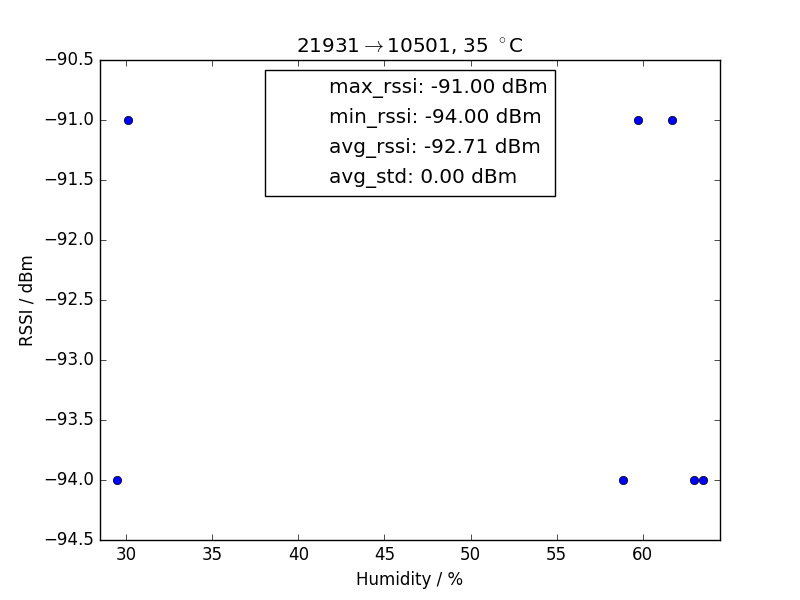 21931→10501, 35 °C
max_rssi: -91.00 dBm
min_rssi: -94.00 dBm
avg_rssi: -92.71 dBm
avg_std: 0.00 dBm
RSSI / dBm
−90.5
−91.0
−91.5
−92.0
−92.5
−93.0
−93.5
−94.0
−94.5
30 35 40 45 50 55 60
Humidity / %